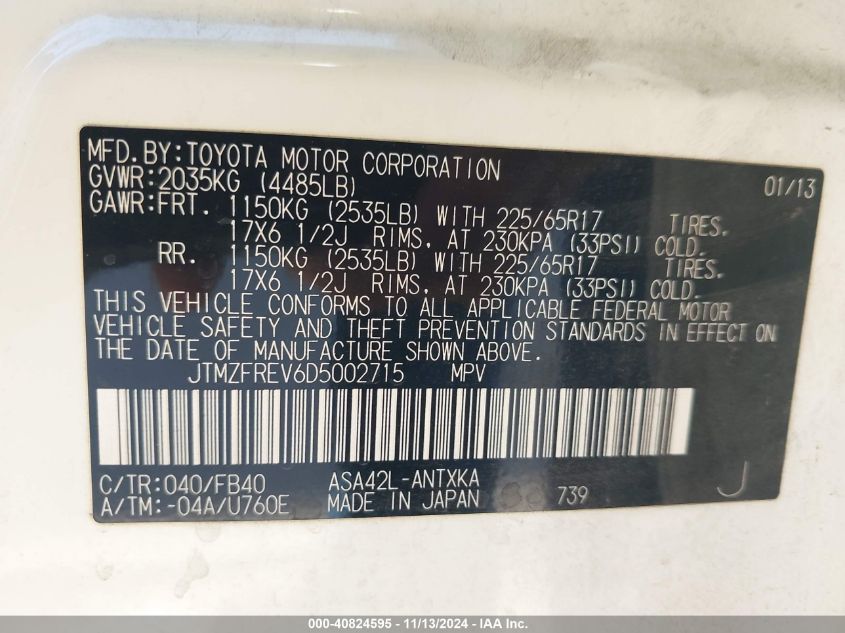 MFD.BY:TOYOTA MOTOR CORPORATION 01/13
GVWR:2035KG (4485LB)
GAWR:FRT. 1150KG (2535LB) WITH 225/65R17 TIRES,
17X6 1/2J RIMS, AT 230KPA (33PSI) COLD.
RR. 1150KG (2535LB) WITH 225/65R17 TIRES,
17X6 1/2J RIMS, AT 230KPA (33PSI) COLD.
THIS VEHICLE CONFORMS TO ALL APPLICABLE FEDERAL MOTOR
VEHICLE SAFETY AND THEFT PREVENTION STANDARDS IN EFFECT ON
THE DATE OF MANUFACTURE SHOWN ABOVE.
JTMZFREV6D5002715 MPV
C/TR:040/FB40 ASA42L-ANTXKA
A/TM:-04A/U760E MADE IN JAPAN 739 J
000-40824595 - 11/13/2024 - IAA Inc.